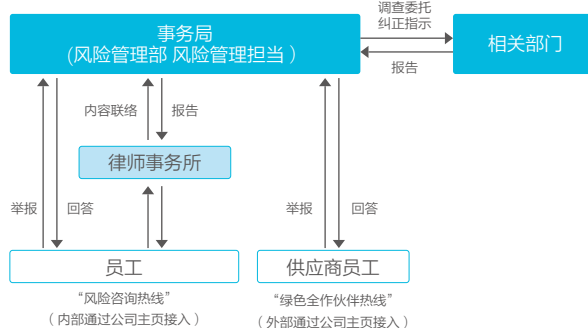 调查委托
纠正指示
事务局
(风险管理部 风险管理担当 )
相关部门
报告
内容联络
报告
律师事务所
举报
回答
举报
回答
员工
供应商员工
“风险咨询热线”
“绿色全作伙伴热线”
( 内部通过公司主页接入 )
( 外部通过公司主页接入 )